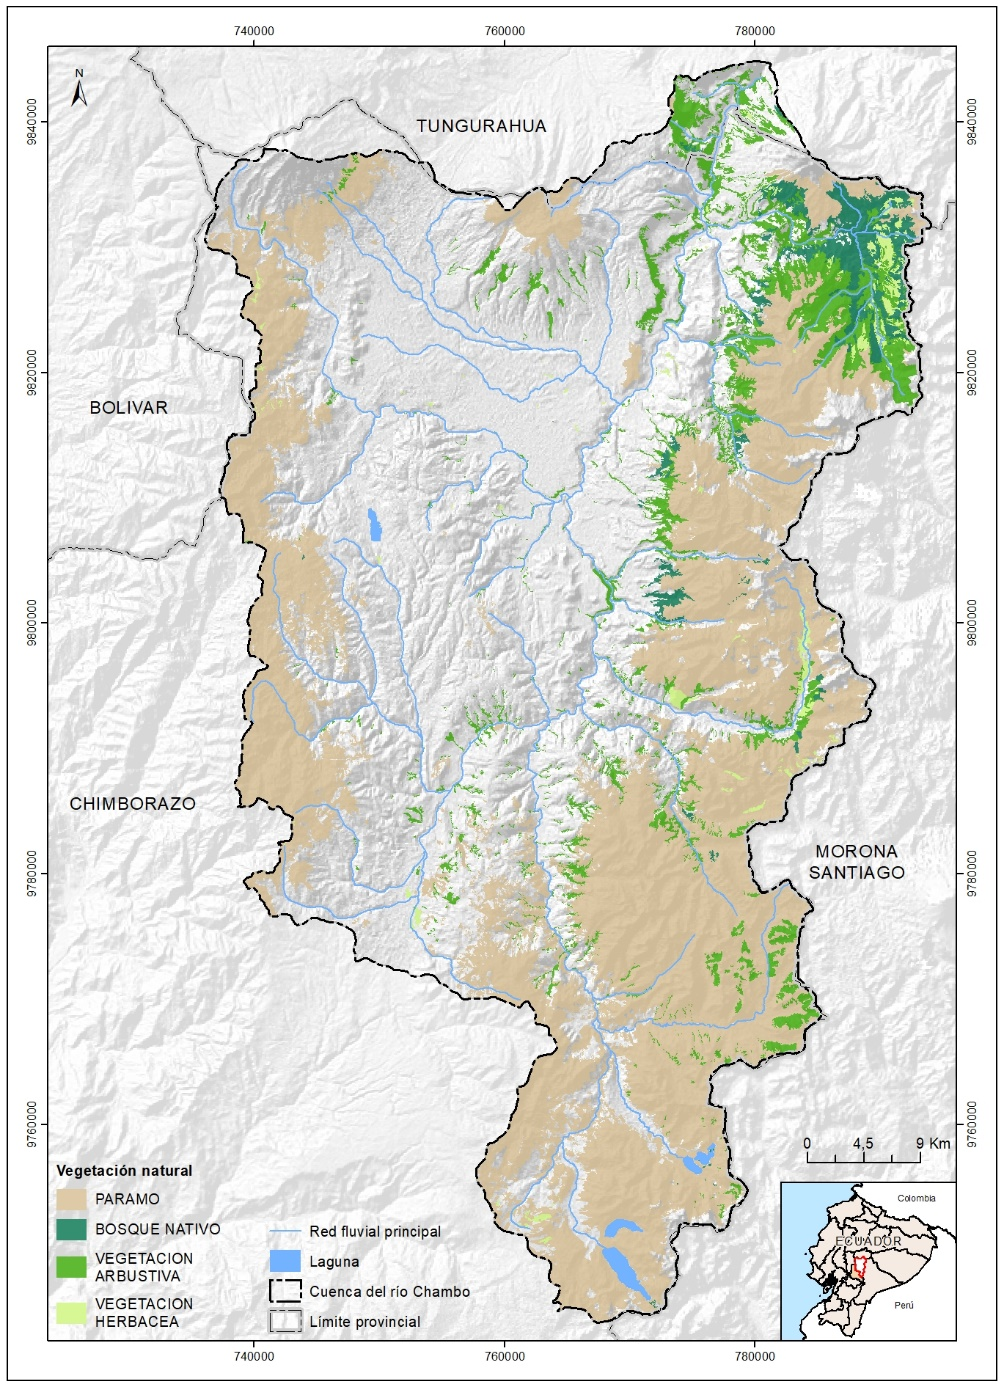 740000
760000
780000
N
9840000
9840000
TUNGURAHUA
9820000
9820000
BOLIVAR
9800000
9800000
CHIMBORAZO
MORONA
SANTIAGO
9780000
9780000
9760000
9760000
0 4,5 9 Km
Vegetación natural
PARAMO
BOSQUE NATIVO
VEGETACION
ARBUSTIVA
VEGETACION
HERBACEA
Red fluvial principal
Laguna
Cuenca del río Chambo
Límite provincial
Colombia
ECUADOR
Perú
740000
760000
780000